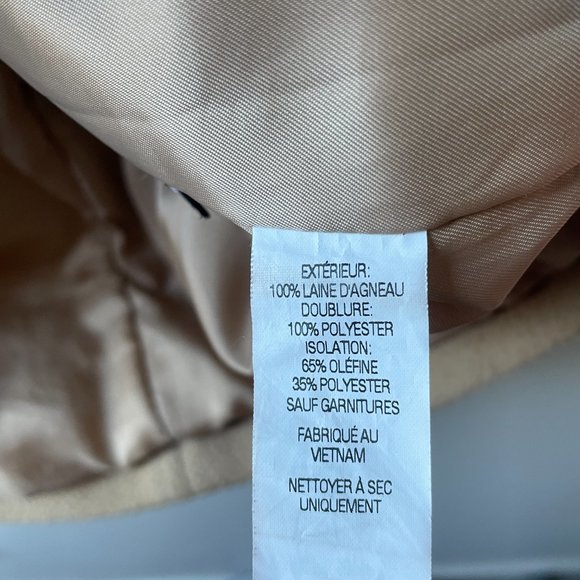 EXTÉRIEUR:
100% LAINE D'AGNEAU
DOUBLURE:
100% POLYESTER
ISOLATION:
65% OLÉFINE
35% POLYESTER
SAUF GARNITURES
FABRIQUÉ AU
VIETNAM
NETTOYER À SEC
UNIQUEMENT